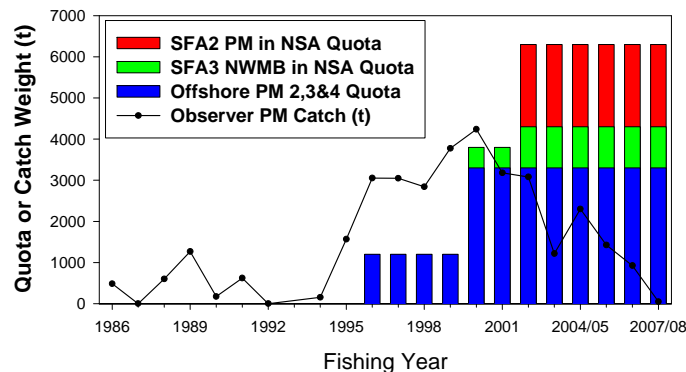 Quota or Catch Weight (t)
7000
6000
5000
4000
3000
2000
1000
0
SFA2 PM in NSA Quota
SFA3 NWMB in NSA Quota
Offshore PM 2,3&4 Quota
Observer PM Catch (t)
1986 1989 1992 1995 1998 2001 2004/05 2007/08
Fishing Year